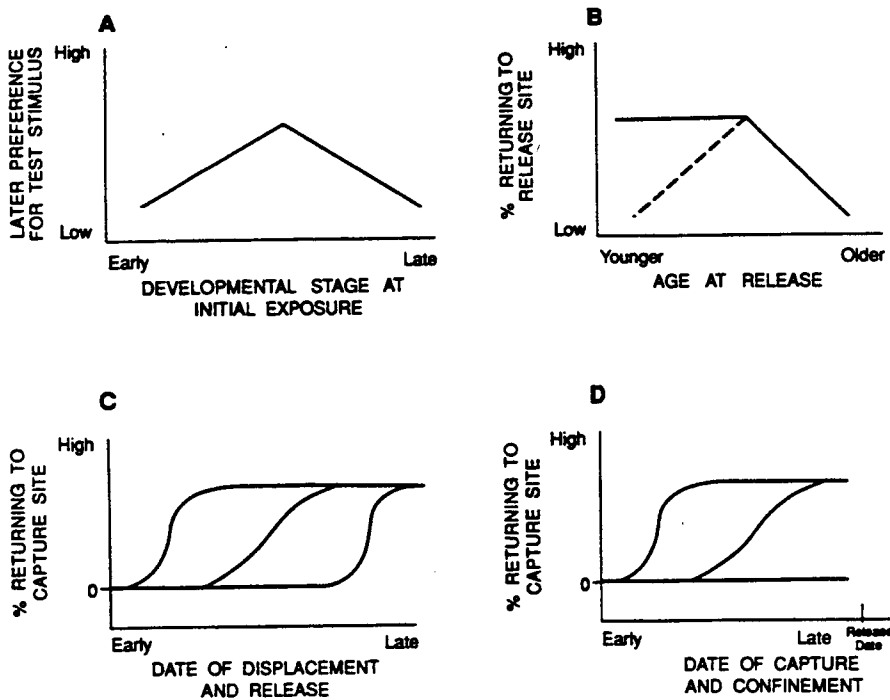 A
High
LATER PREFERENCE
FOR TEST STIMULUS
Low
Early
Late
DEVELOPMENTAL STAGE AT
INITIAL EXPOSURE
B
High
% RETURNING TO
RELEASE SITE
Low
Younger
Older
AGE AT RELEASE
C
High
% RETURNING TO
CAPTURE SITE
0
Early
Late
DATE OF DISPLACEMENT
AND RELEASE
D
High
% RETURNING TO
CAPTURE SITE
0
Early
Late
Release
Date
DATE OF CAPTURE
AND CONFINEMENT